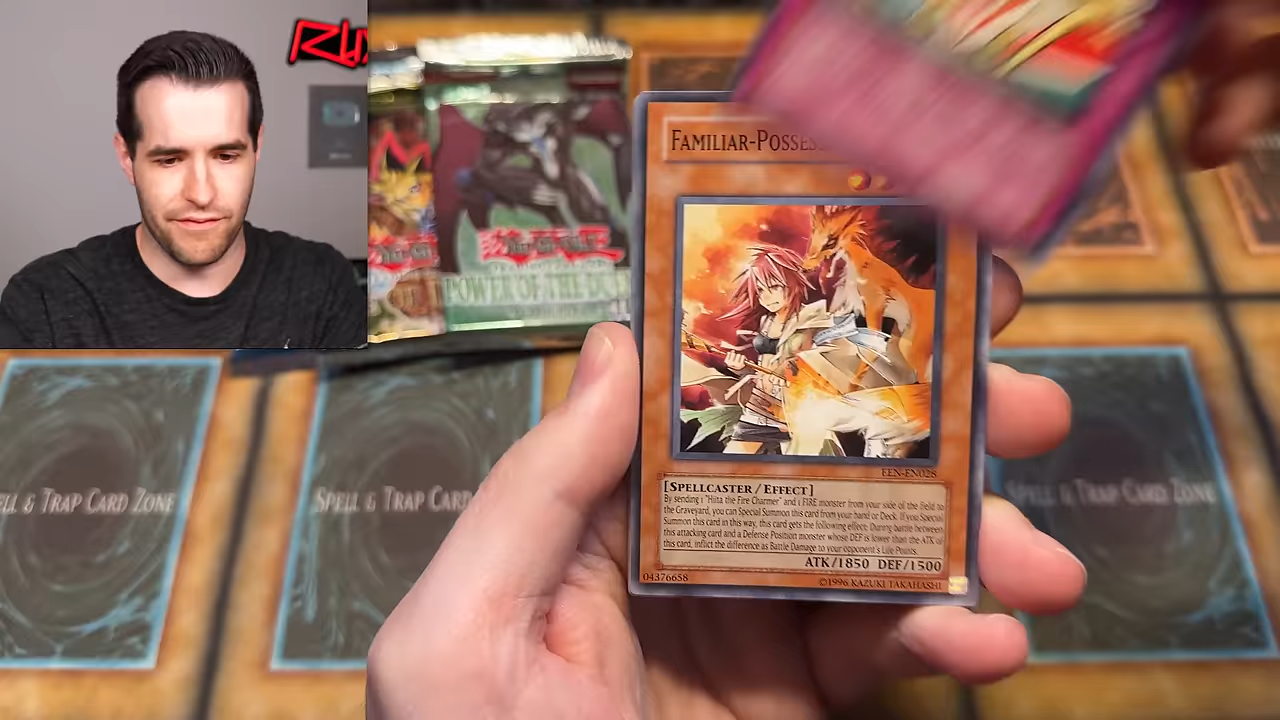 FAMILIAR-POSSES
POWER OF THE DU
EEN-EN028
[SPELLCASTER / EFFECT]
By sending 1 "Hiita the Fire Charmer" and 1 FIRE monster from your side of the field to
the Graveyard, you can Special Summon this card from your hand or Deck. If you Special
Summon this card in this way, this card gets the following effect: During battle between
this attacking card and a Defense Position monster whose DEF is lower than the ATK of
this card, inflict the difference as Battle Damage to your opponent's Life Points.
ATK/1850 DEF/1500
04376658
©1996 KAZUKI TAKAHASHI
ELL & TRAP CARD ZONE
SPELL & TRAP CARD
SPELL & TRAP CARD ZONE